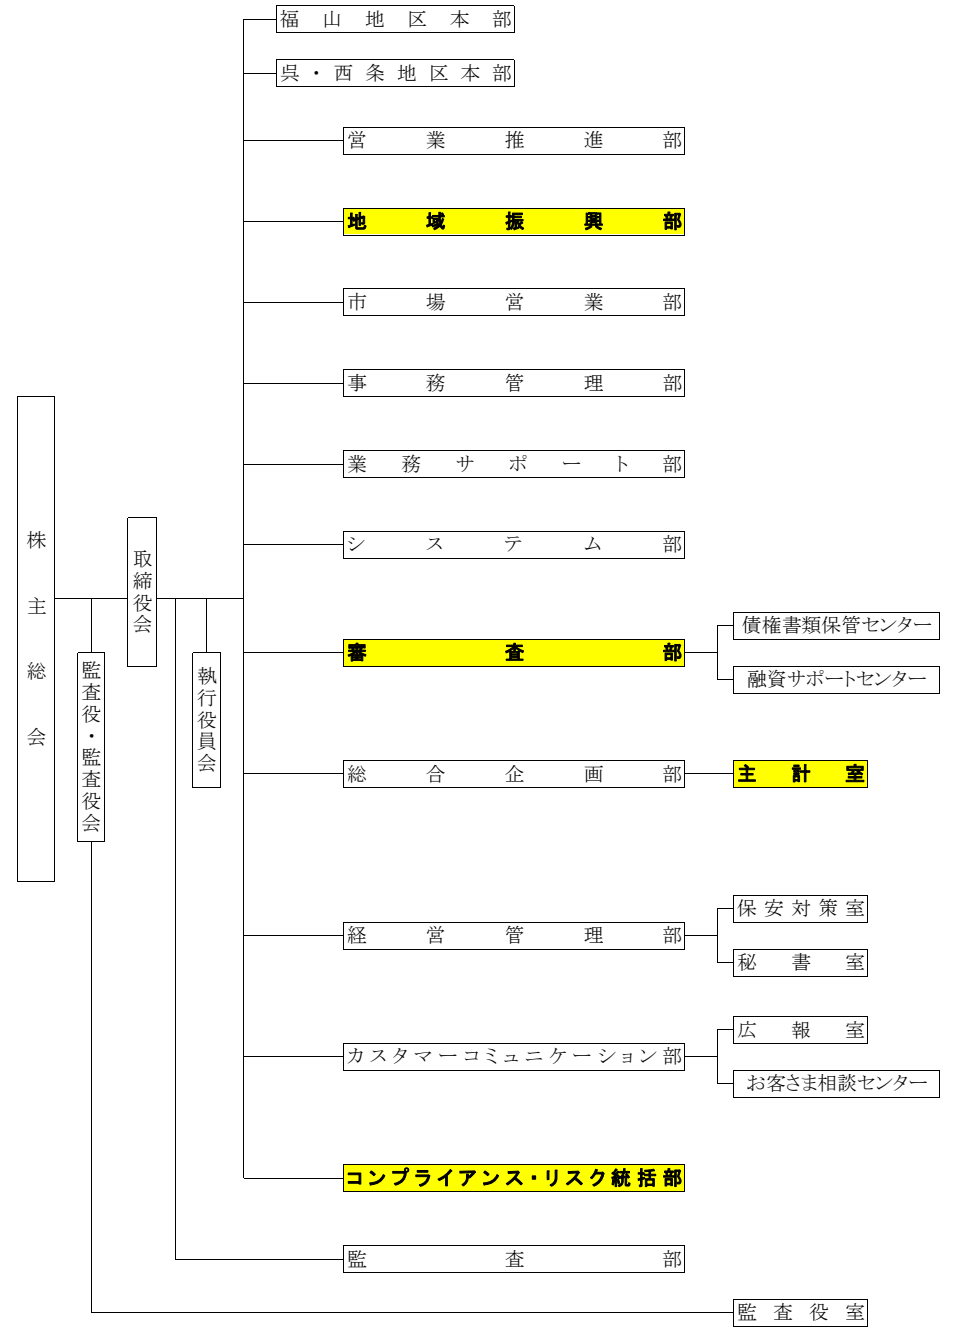 福山地区本部
呉・西条地区本部
営業推進部
地域振興部
市場営業部
事務管理部
業務サポート部
システム部
株主総会
取締役会
監査役・監査役会
執行役員会
審査部
債権書類保管センター
融資サポートセンター
総合企画部
主計室
経営管理部
保安対策室
秘書室
カスタマーコミュニケーション部
広報室
お客さま相談センター
コンプライアンス・リスク統括部
監査部
監査役室